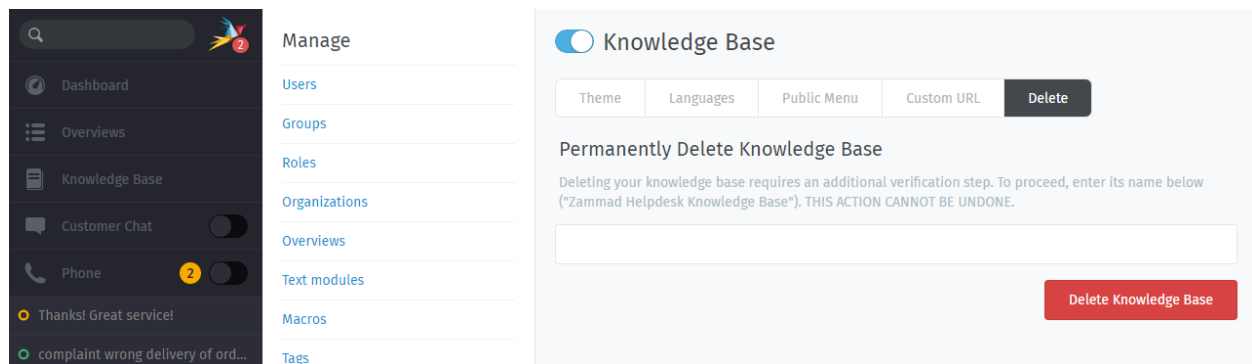 2
Dashboard
Overviews
Knowledge Base
Customer Chat
Phone 2
Thanks! Great service!
complaint wrong delivery of ord...
Manage
Users
Groups
Roles
Organizations
Overviews
Text modules
Macros
Tags
Knowledge Base
Theme Languages Public Menu Custom URL Delete
Permanently Delete Knowledge Base
Deleting your knowledge base requires an additional verification step. To proceed, enter its name below
("Zammad Helpdesk Knowledge Base"). THIS ACTION CANNOT BE UNDONE.
Delete Knowledge Base